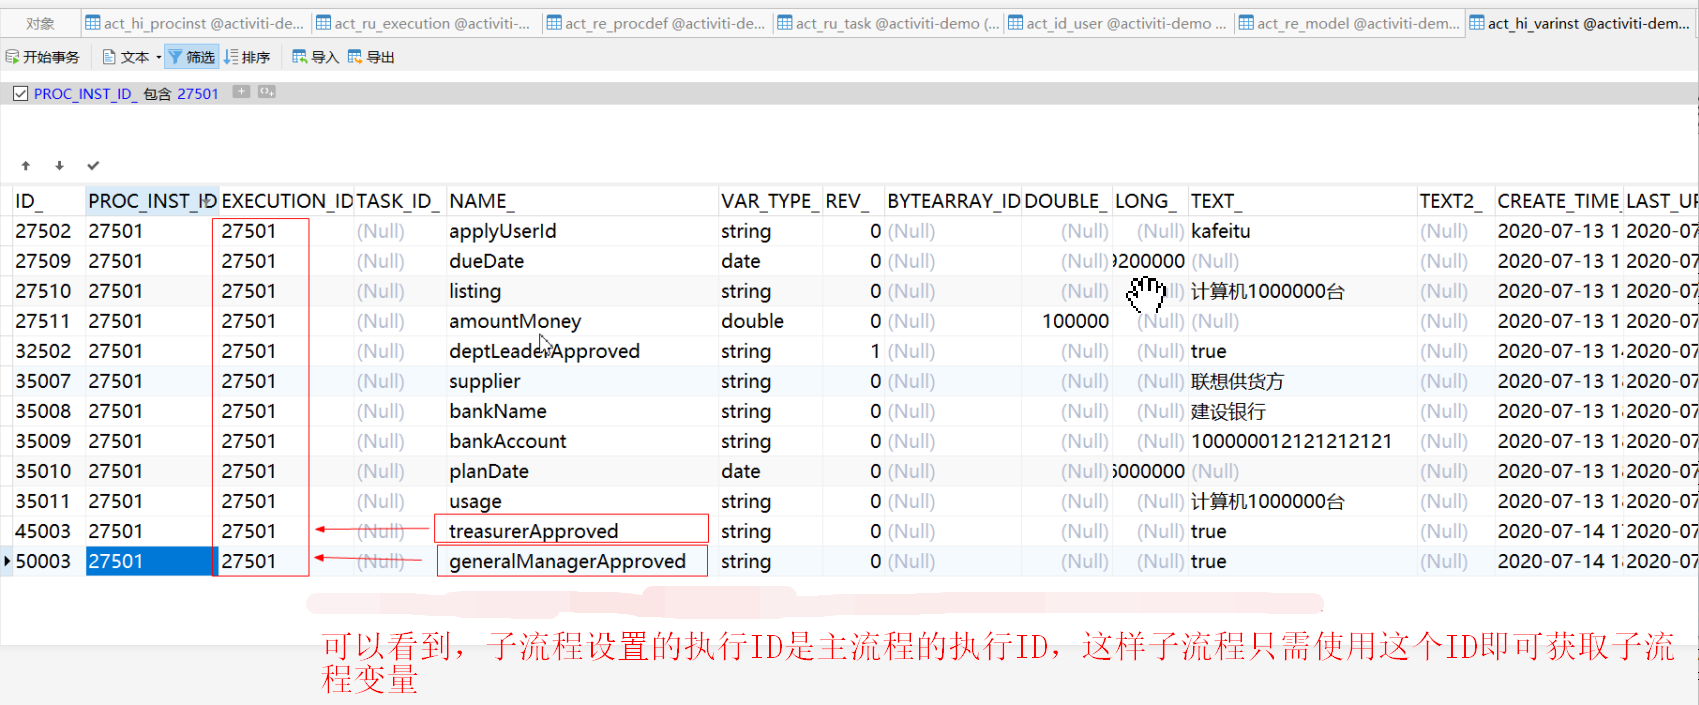 对象 act_hi_procinst @activiti-de... act_ru_execution @activiti-... act_re_procdef @activiti-de... act_ru_task @activiti-demo (... act_id_user @activiti-demo ... act_re_model @activiti-dem... act_hi_varinst @activiti-dem...
开始事务 文本 筛选 排序 导入 导出
PROC_INST_ID_ 包含 27501
ID_ PROC_INST_ID EXECUTION_ID TASK_ID_ NAME_ VAR_TYPE_ REV_ BYTEARRAY_ID DOUBLE_ LONG_ TEXT_ TEXT2_ CREATE_TIME_ LAST_UP
27502 27501 27501 (Null) applyUserId string 0 (Null) (Null) (Null) kafeitu (Null) 2020-07-13 1 2020-07
27509 27501 27501 (Null) dueDate date 0 (Null) (Null) 9200000 (Null) (Null) 2020-07-13 1 2020-07
27510 27501 27501 (Null) listing string 0 (Null) (Null) 计算机1000000台 (Null) 2020-07-13 1 2020-07
27511 27501 27501 (Null) amountMoney double 0 (Null) 100000 (Null) (Null) (Null) 2020-07-13 1 2020-07
32502 27501 27501 (Null) deptLeaderApproved string 1 (Null) (Null) (Null) true (Null) 2020-07-13 1 2020-07
35007 27501 27501 (Null) supplier string 0 (Null) (Null) (Null) 联想供货方 (Null) 2020-07-13 1 2020-07
35008 27501 27501 (Null) bankName string 0 (Null) (Null) (Null) 建设银行 (Null) 2020-07-13 1 2020-07
35009 27501 27501 (Null) bankAccount string 0 (Null) (Null) (Null) 100000012121212121 (Null) 2020-07-13 1 2020-07
35010 27501 27501 (Null) planDate date 0 (Null) (Null) 6000000 (Null) (Null) 2020-07-13 1 2020-07
35011 27501 27501 (Null) usage string 0 (Null) (Null) (Null) 计算机1000000台 (Null) 2020-07-13 1 2020-07
45003 27501 27501 (Null) treasurerApproved string 0 (Null) (Null) (Null) true (Null) 2020-07-14 1 2020-07
50003 27501 27501 (Null) generalManagerApproved string 0 (Null) (Null) (Null) true (Null) 2020-07-14 1 2020-07
可以看到，子流程设置的执行ID是主流程的执行ID，这样子流程只需使用这个ID即可获取子流
程变量